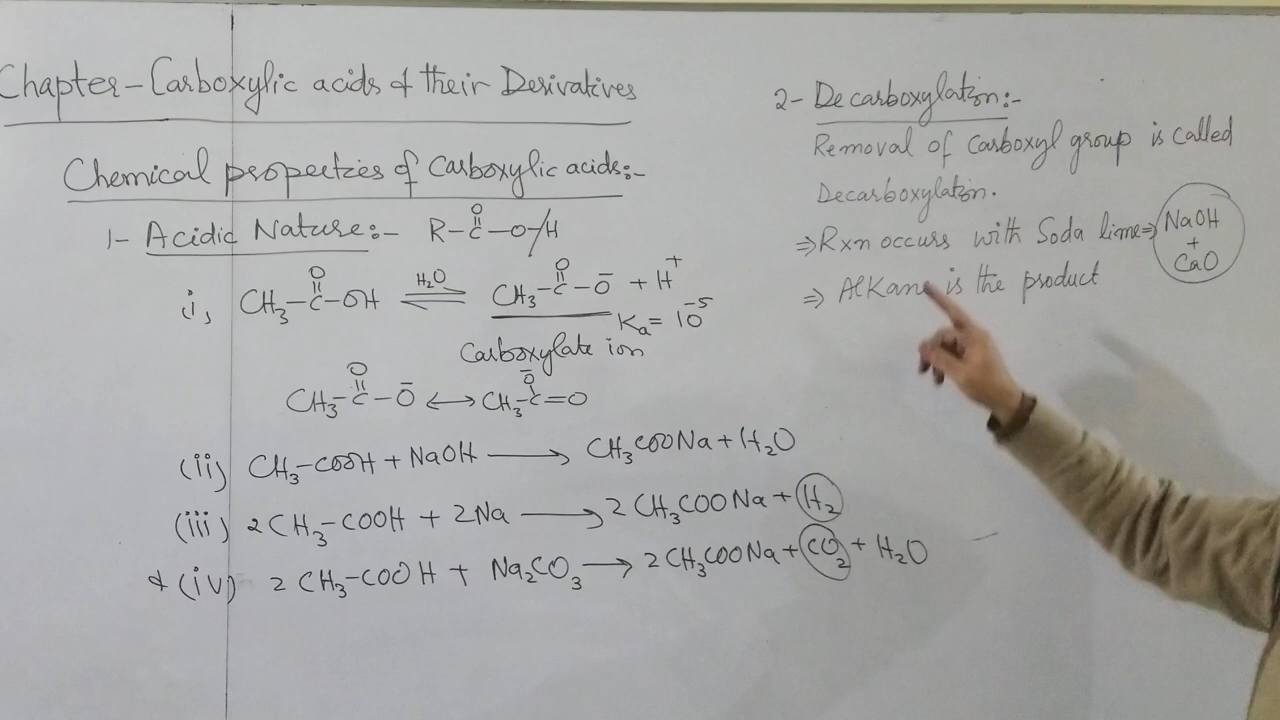 Chapter - Carboxylic acids & their Derivatives
Chemical properties of Carboxylic acids:-
1- Acidic Nature:- R-C(=O)-O/H
i, CH₃-C(=O)-OH ⇌[H₂O] CH₃-C(=O)-Ō + H⁺
Ka = 10⁻⁵
Carboxylate ion
CH₃-C(=O)-Ō ⟷ CH₃-C(-Ō)=O
(ii) CH₃-COOH + NaOH ⟶ CH₃COONa + H₂O
(iii) 2CH₃-COOH + 2Na ⟶ 2CH₃COONa + H₂
& (iv) 2CH₃-COOH + Na₂CO₃ ⟶ 2CH₃COONa + CO₂ + H₂O
2- Decarboxylation:-
Removal of Carboxyl group is called
Decarboxylation.
⇒ Rxn occurs with Soda lime ⇒ NaOH + CaO
⇒ Alkane is the product